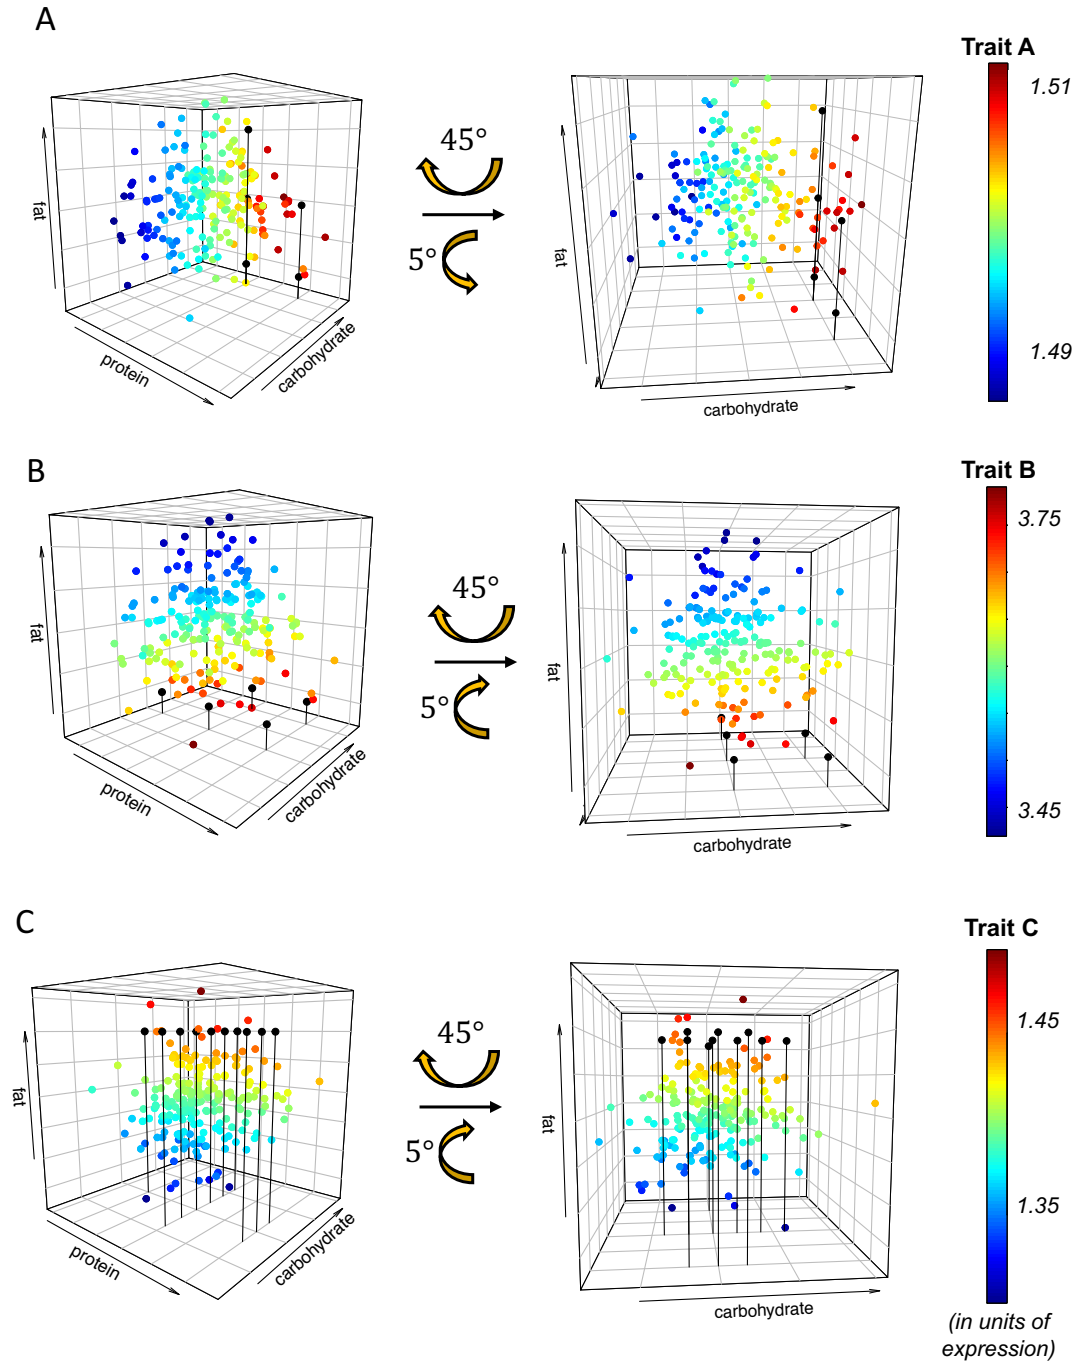 A
Trait A
1.51
45°
5°
fat
protein
carbohydrate
fat
carbohydrate
1.49
B
Trait B
3.75
45°
5°
fat
protein
carbohydrate
fat
carbohydrate
3.45
C
Trait C
1.45
45°
5°
fat
protein
carbohydrate
fat
carbohydrate
1.35
(in units of
expression)